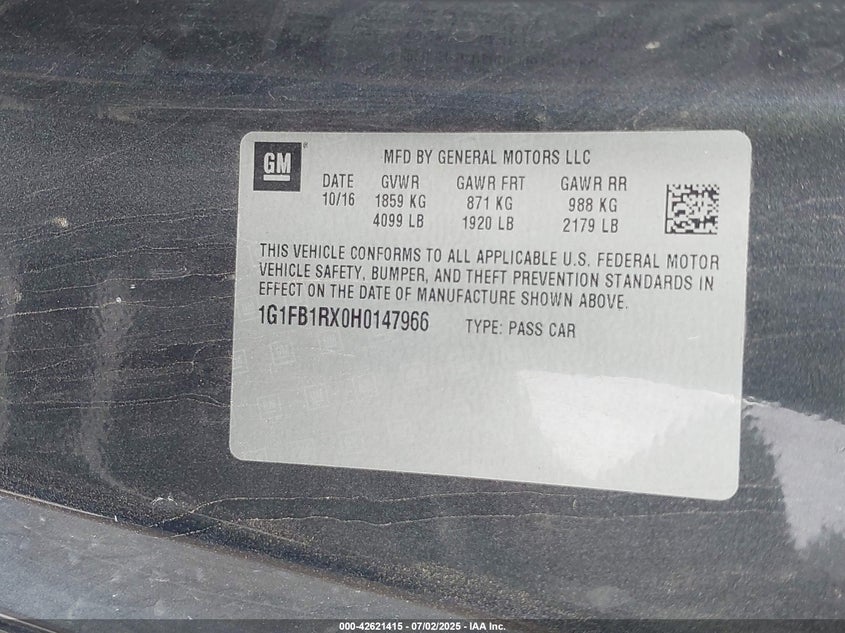 GM
MFD BY GENERAL MOTORS LLC
DATE GVWR GAWR FRT GAWR RR
10/16 1859 KG 871 KG 988 KG
4099 LB 1920 LB 2179 LB
THIS VEHICLE CONFORMS TO ALL APPLICABLE U.S. FEDERAL MOTOR
VEHICLE SAFETY, BUMPER, AND THEFT PREVENTION STANDARDS IN
EFFECT ON THE DATE OF MANUFACTURE SHOWN ABOVE.
1G1FB1RX0H0147966 TYPE: PASS CAR
000-42621415 - 07/02/2025 - IAA Inc.